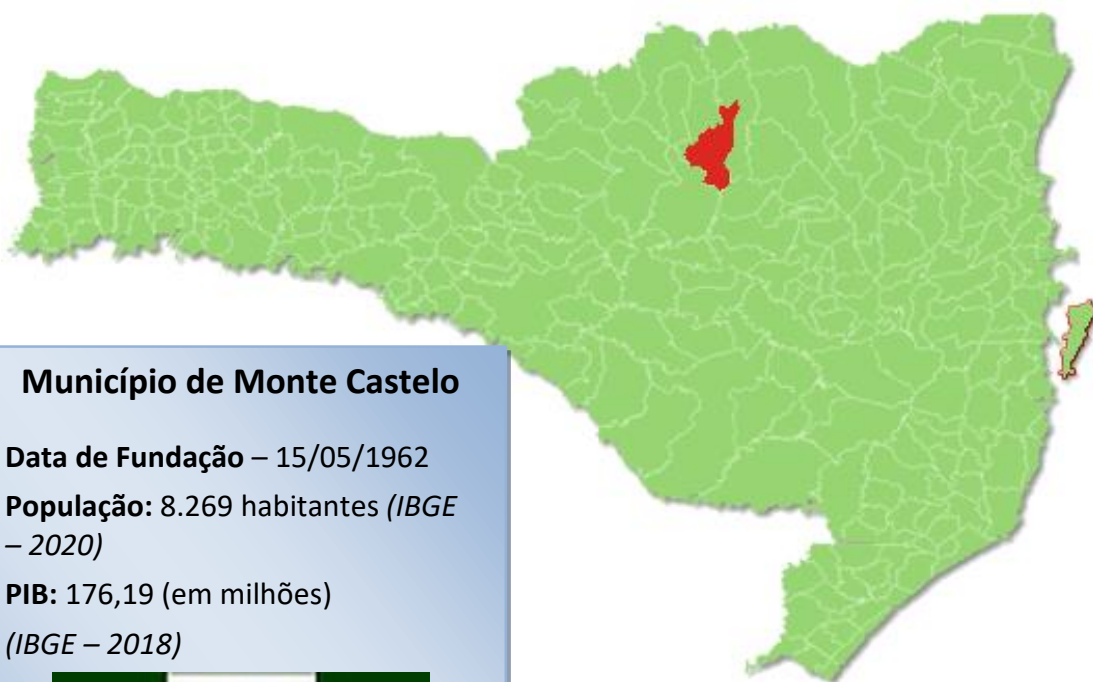 Município de Monte Castelo
Data de Fundação – 15/05/1962
População: 8.269 habitantes (IBGE
– 2020)
PIB: 176,19 (em milhões)
(IBGE – 2018)